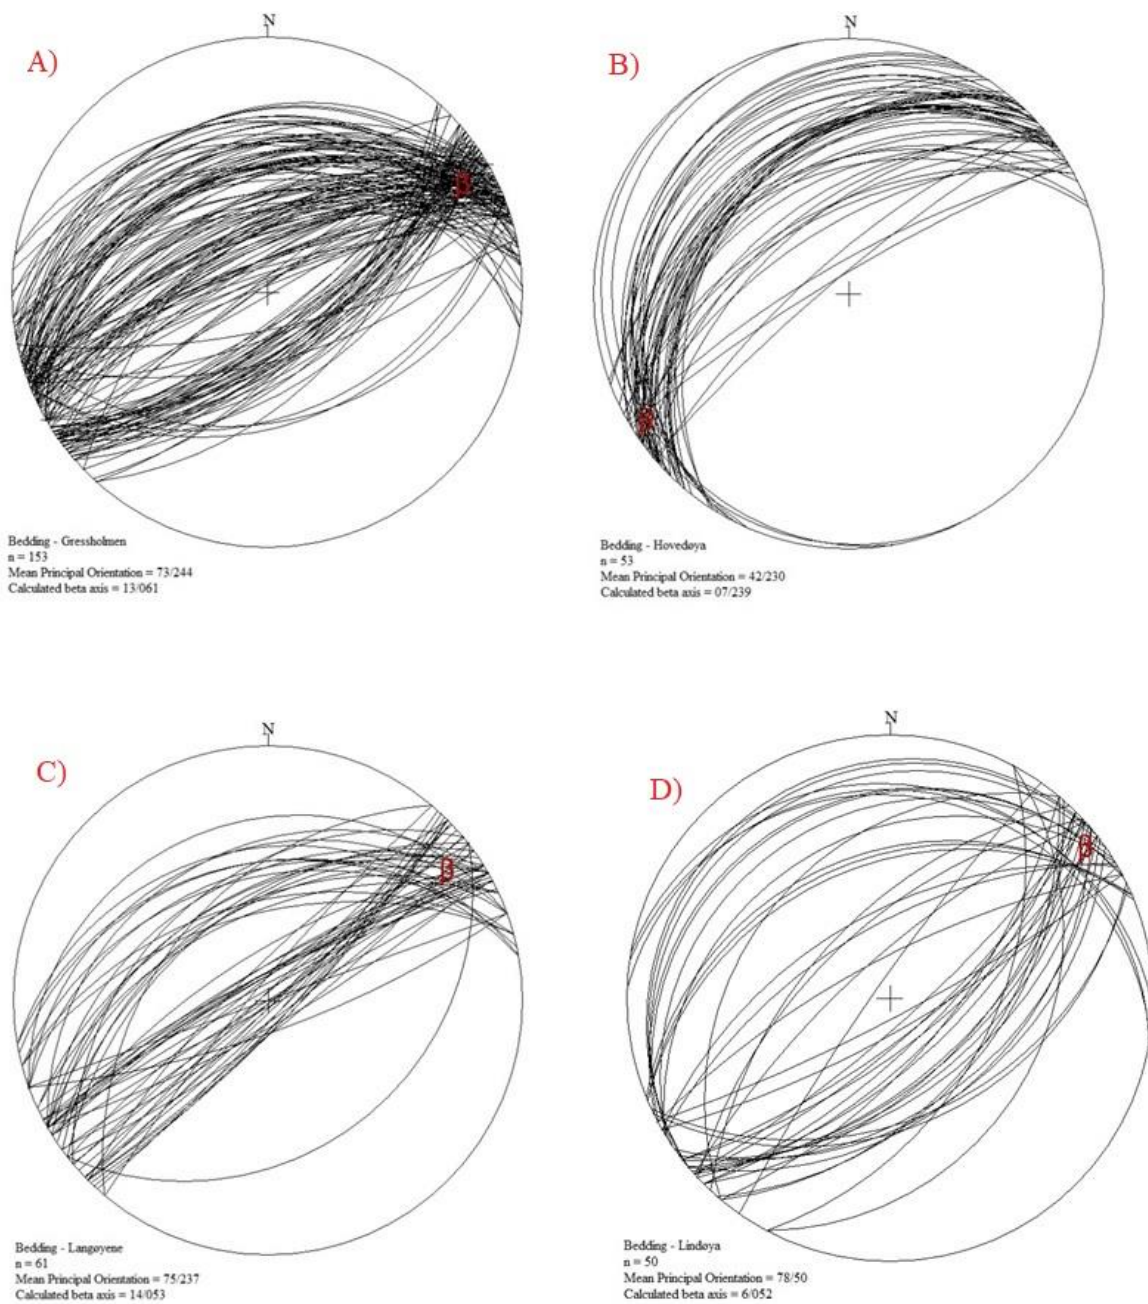 N
A)
β
Bedding - Gressholmen
n = 153
Mean Principal Orientation = 73/244
Calculated beta axis = 13/061
N
B)
β
Bedding - Hovedøya
n = 53
Mean Principal Orientation = 42/230
Calculated beta axis = 07/239
N
C)
β
Bedding - Langøyene
n = 61
Mean Principal Orientation = 75/237
Calculated beta axis = 14/053
N
D)
β
Bedding - Lindøya
n = 50
Mean Principal Orientation = 78/50
Calculated beta axis = 6/052